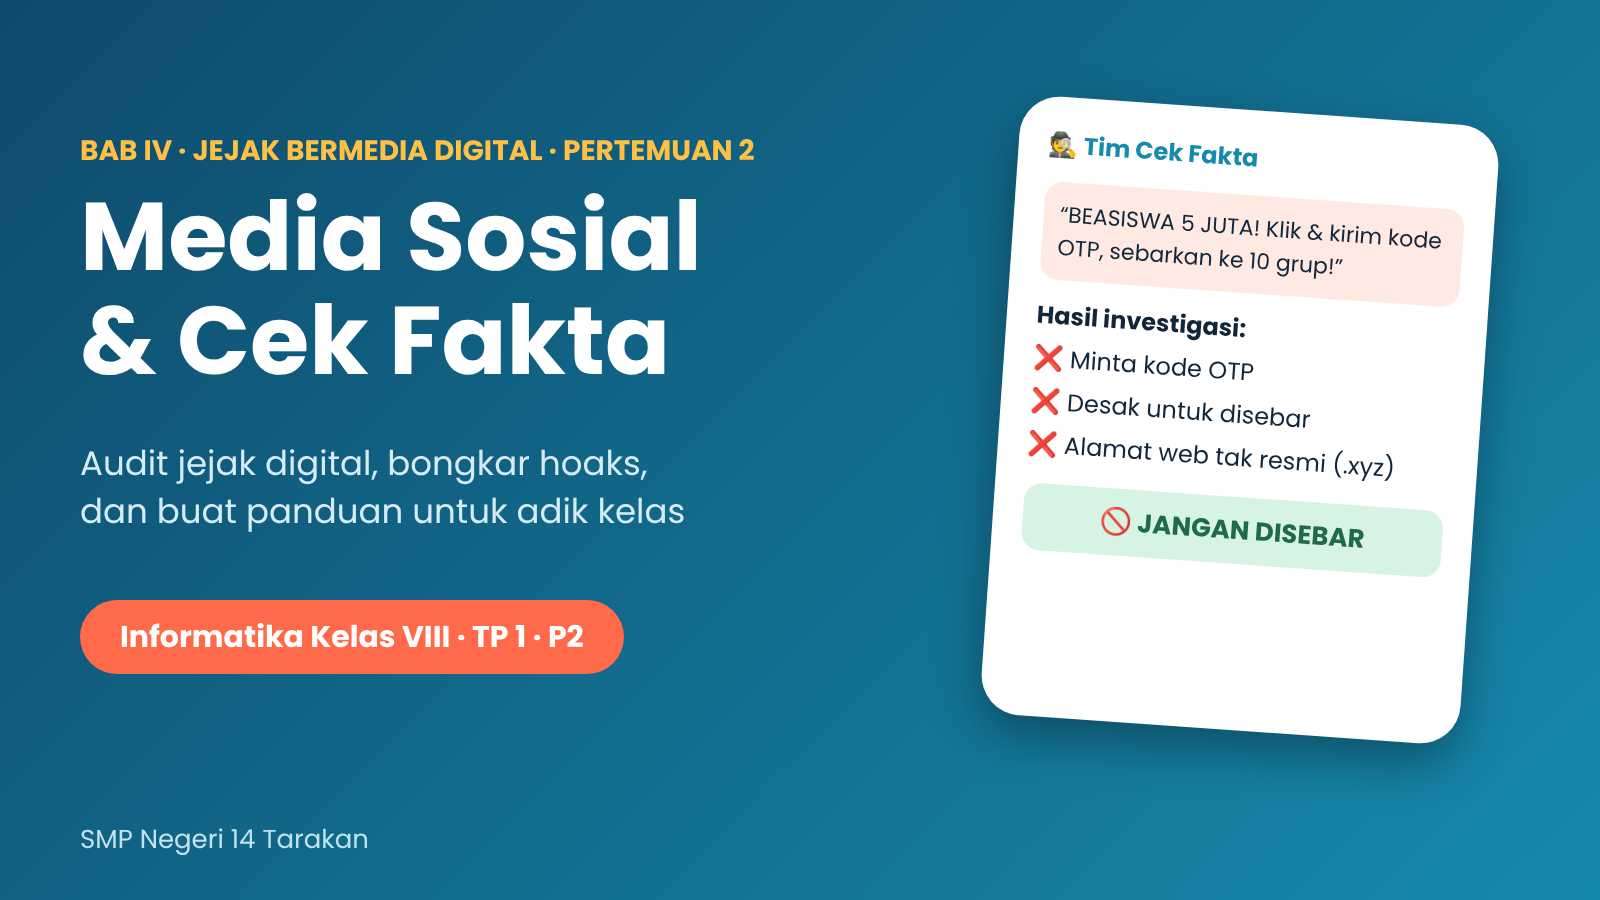 BAB IV · JEJAK BERMEDIA DIGITAL · PERTEMUAN 2
Media Sosial
& Cek Fakta
Audit jejak digital, bongkar hoaks,
dan buat panduan untuk adik kelas
Informatika Kelas VIII · TP 1 · P2
SMP Negeri 14 Tarakan
Tim Cek Fakta
“BEASISWA 5 JUTA! Klik & kirim kode
OTP, sebarkan ke 10 grup!”
Hasil investigasi:
❌ Minta kode OTP
❌ Desak untuk disebar
❌ Alamat web tak resmi (.xyz)
🚫 JANGAN DISEBAR